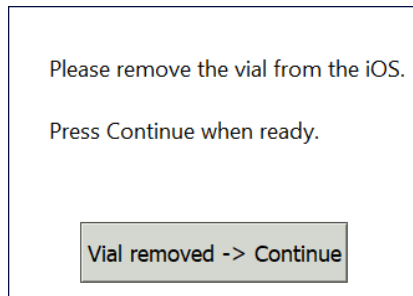 Please remove the vial from the iOS.
Press Continue when ready.
Vial removed -> Continue